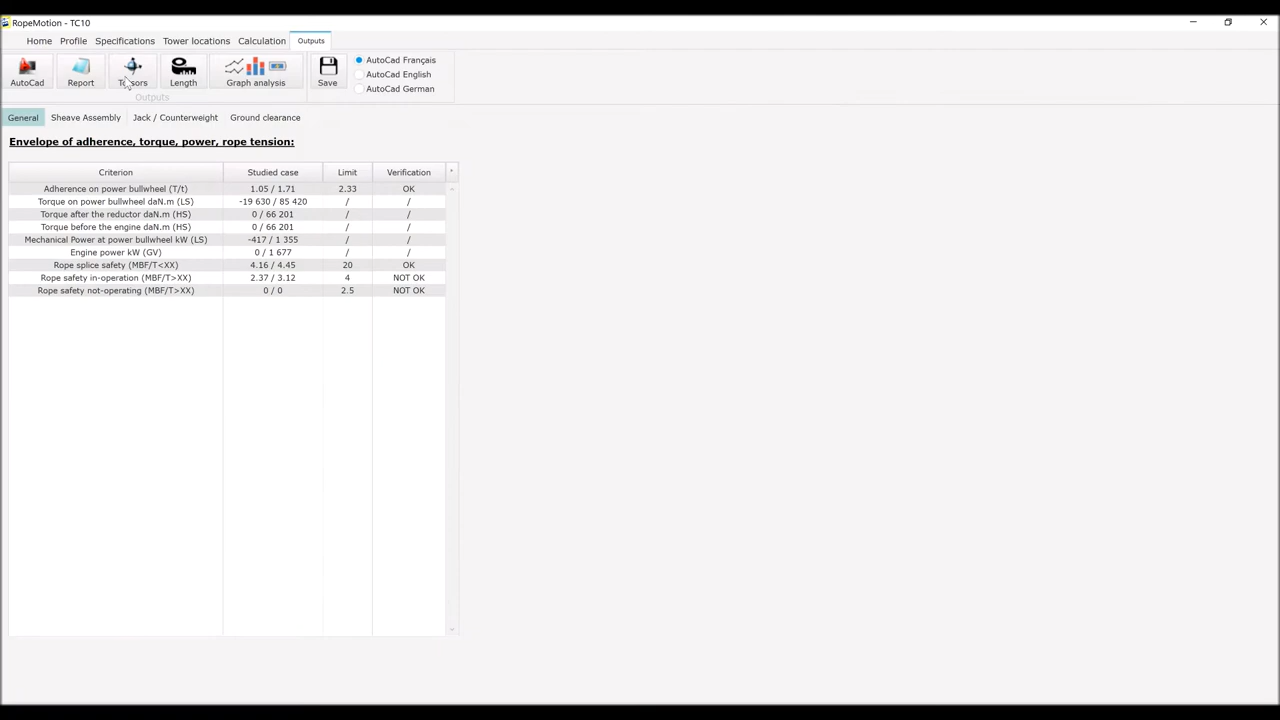 RopeMotion - TC10
Home Profile Specifications Tower locations Calculation Outputs
AutoCad Report Tensors Length Graph analysis Save
AutoCad Français
AutoCad English
AutoCad German
Outputs
General Sheave Assembly Jack / Counterweight Ground clearance
Envelope of adherence, torque, power, rope tension:
Criterion Studied case Limit Verification *
Adherence on power bullwheel (T/t) 1.05 / 1.71 2.33 OK
Torque on power bullwheel daN.m (LS) -19 630 / 85 420 / /
Torque after the reductor daN.m (HS) 0 / 66 201 / /
Torque before the engine daN.m (HS) 0 / 66 201 / /
Mechanical Power at power bullwheel kW (LS) -417 / 1 355 / /
Engine power kW (GV) 0 / 1 677 / /
Rope splice safety (MBF/T<XX) 4.16 / 4.45 20 OK
Rope safety in-operation (MBF/T>XX) 2.37 / 3.12 4 NOT OK
Rope safety not-operating (MBF/T>XX) 0 / 0 2.5 NOT OK